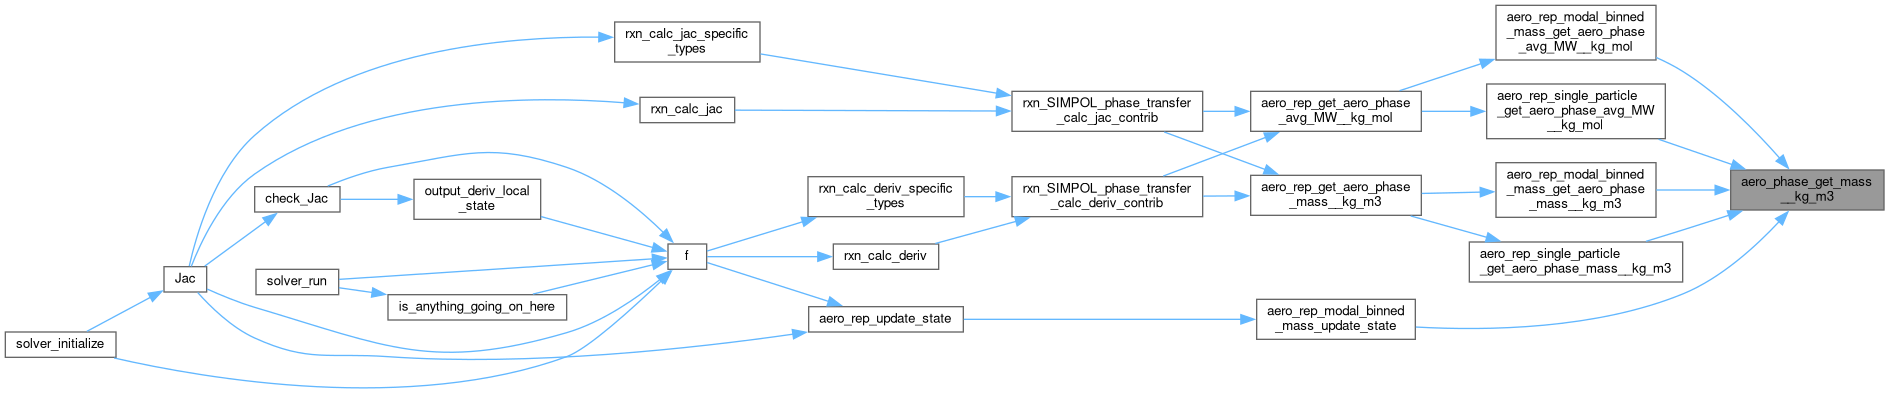 rxn_calc_jac_specific
_types
aero_rep_modal_binned
_mass_get_aero_phase
_avg_MW__kg_mol
rxn_calc_jac
rxn_SIMPOL_phase_transfer
_calc_jac_contrib
aero_rep_get_aero_phase
_avg_MW__kg_mol
aero_rep_single_particle
_get_aero_phase_avg_MW
__kg_mol
check_Jac
output_deriv_local
_state
rxn_calc_deriv_specific
_types
rxn_SIMPOL_phase_transfer
_calc_deriv_contrib
aero_rep_get_aero_phase
_mass__kg_m3
aero_rep_modal_binned
_mass_get_aero_phase
_mass__kg_m3
aero_phase_get_mass
__kg_m3
Jac
solver_run
is_anything_going_on_here
f
rxn_calc_deriv
aero_rep_single_particle
_get_aero_phase_mass__kg_m3
solver_initialize
aero_rep_update_state
aero_rep_modal_binned
_mass_update_state